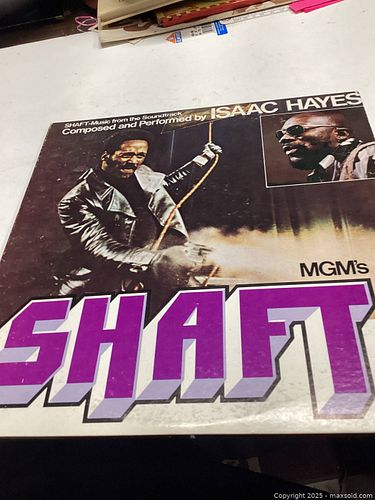 SHAFT-Music from the Soundtrack
Composed and Performed by ISAAC HAYES
MGM's
SHAFT
Copyright 2025 - maxsold.com